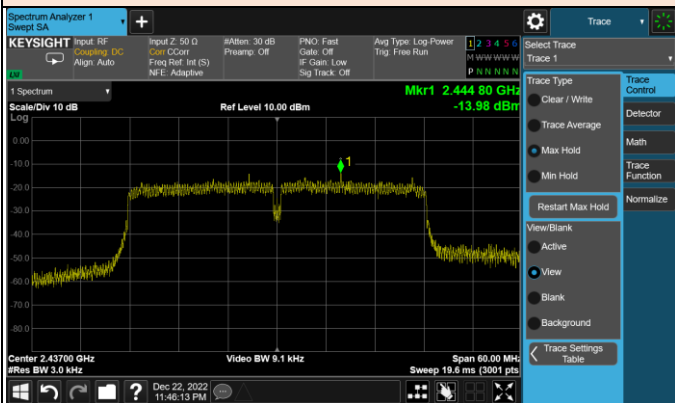 Spectrum Analyzer 1
Swept SA
+
Trace
KEYSIGHT
Input: RF
Coupling: DC
Align: Auto
Input Z: 50 Ω
Corr CCorr
Freq Ref: Int (S)
NFE: Adaptive
#Atten: 30 dB
Preamp: Off
PNO: Fast
Gate: Off
IF Gain: Low
Sig Track: Off
Avg Type: Log-Power
Trig: Free Run
1 2 3 4 5 6
M W W W W W
P N N N N N
Select Trace
Trace 1
1 Spectrum
Mkr1 2.444 80 GHz
Scale/Div 10 dB
Ref Level 10.00 dBm
-13.98 dBm
Log
0.00
-10.0
-20.0
-30.0
-40.0
-50.0
-60.0
-70.0
-80.0
1
Center 2.43700 GHz
Video BW 9.1 kHz
Span 60.00 MHz
#Res BW 3.0 kHz
Sweep 19.6 ms (3001 pts)
?
Dec 22, 2022
11:46:13 PM
Trace Type
Clear / Write
Trace Average
Max Hold
Min Hold
Restart Max Hold
View/Blank
Active
View
Blank
Background
Trace Settings
Table
Trace
Control
Detector
Math
Trace
Function
Normalize